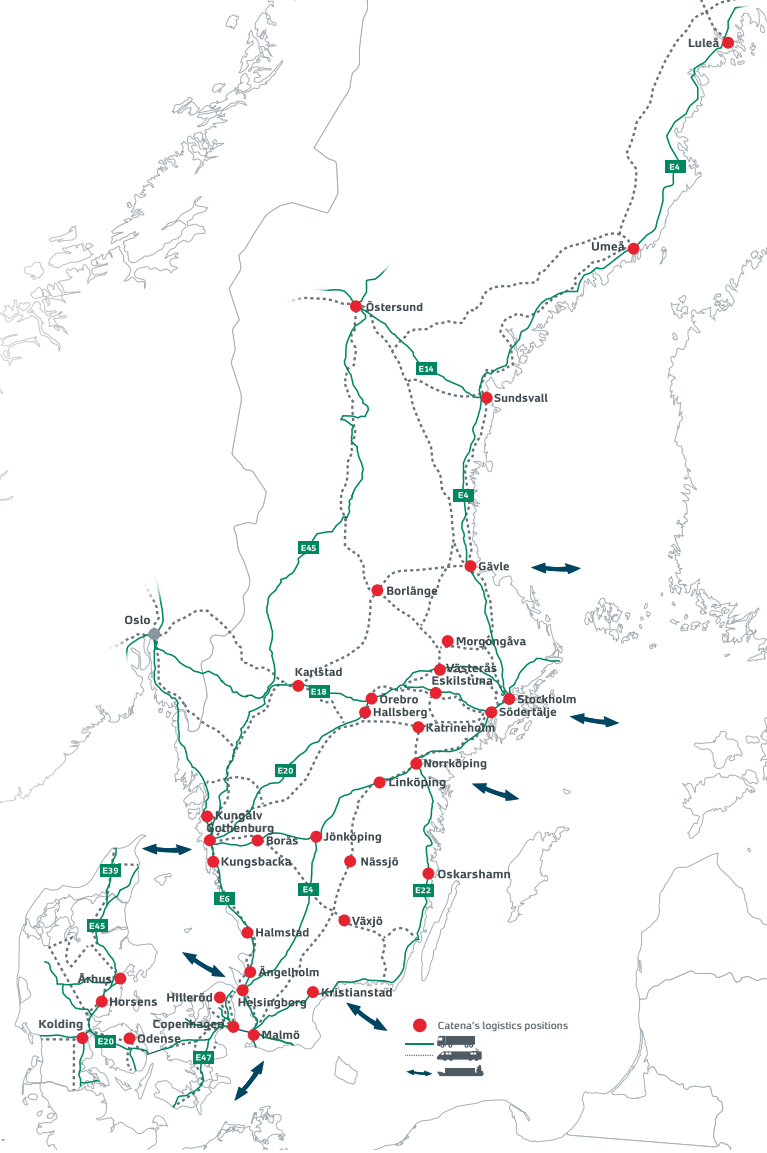 Luleå
E4
Umeå
Östersund
E14
Sundsvall
E4
E45
Gävle
Borlänge
Oslo
Morgongåva
Västerås
Karlstad
Eskilstuna
E18
Örebro
Stockholm
Hallsberg
Södertälje
Katrineholm
E20
Norrköping
Linköping
Kungälv
Gothenburg
Borås
Jönköping
Kungsbacka
Nässjö
E39
Oskarshamn
E4
E22
E6
E45
Växjö
Halmstad
Ängelholm
Århus
Kristianstad
Hilleröd
Helsingborg
Horsens
Kolding
Copenhagen
Catena's logistics positions
Malmö
Odense
E20
E47